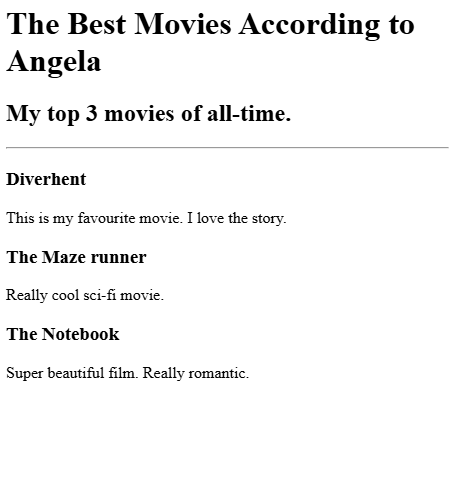 The Best Movies According to
Angela
My top 3 movies of all-time.
Diverhent
This is my favourite movie. I love the story.
The Maze runner
Really cool sci-fi movie.
The Notebook
Super beautiful film. Really romantic.